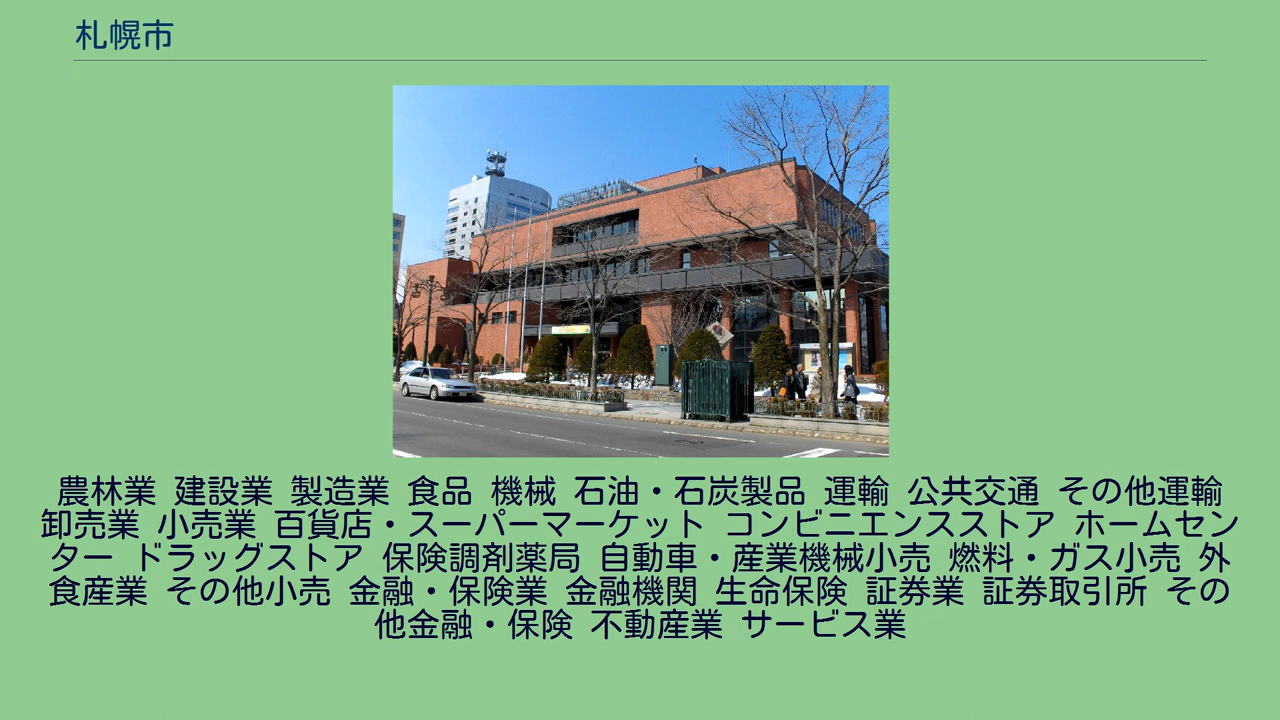 札幌市
農林業 建設業 製造業 食品 機械 石油・石炭製品 運輸 公共交通 その他運輸
卸売業 小売業 百貨店・スーパーマーケット コンビニエンスストア ホームセン
ター ドラッグストア 保険調剤薬局 自動車・産業機械小売 燃料・ガス小売 外
食産業 その他小売 金融・保険業 金融機関 生命保険 証券業 証券取引所 その
他金融・保険 不動産業 サービス業